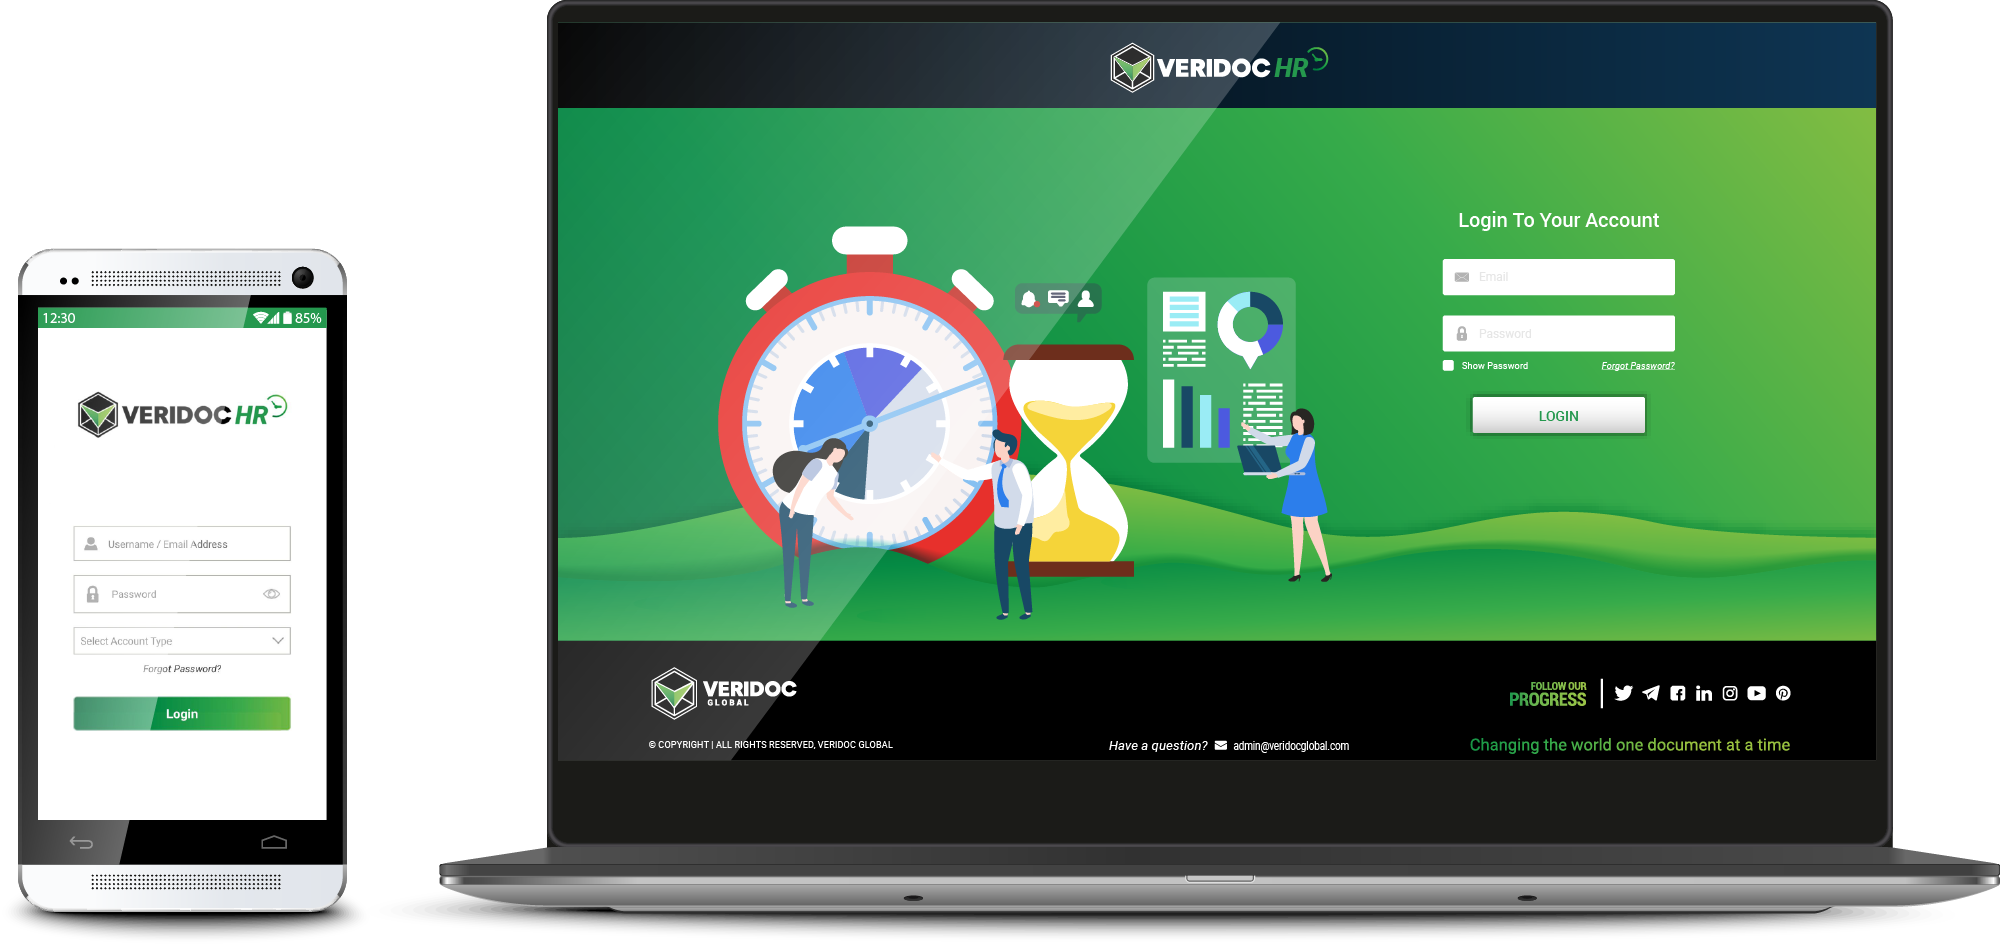 12:30
85%
VERIDOC HR
Username / Email Address
Password
Select Account Type
Forgot Password?
Login
VERIDOC HR
Login To Your Account
Email
Password
Show Password
Forgot Password?
LOGIN
VERIDOC
GLOBAL
© COPYRIGHT | ALL RIGHTS RESERVED, VERIDOC GLOBAL
Have a question? admin@veridocglobal.com
FOLLOW OUR
PROGRESS
Changing the world one document at a time